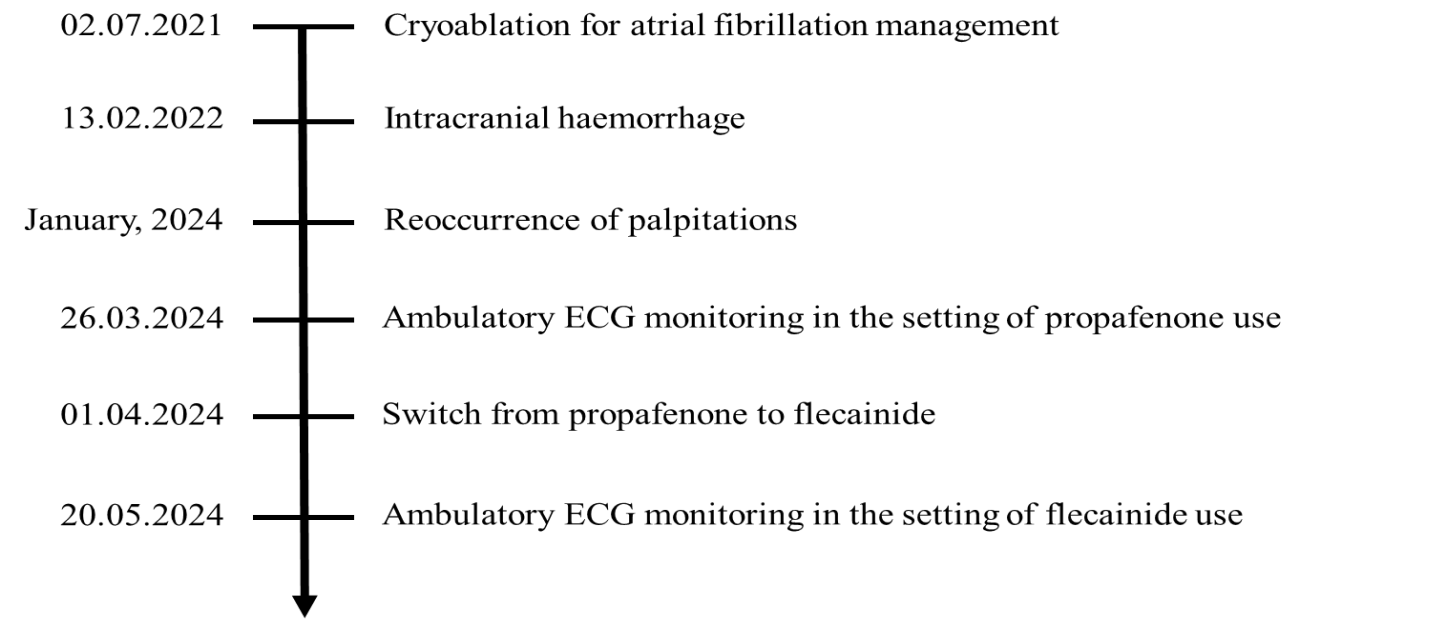 02.07.2021 Cryoablation for atrial fibrillation management
13.02.2022 Intracranial haemorrhage
January, 2024 Reoccurrence of palpitations
26.03.2024 Ambulatory ECG monitoring in the setting of propafenone use
01.04.2024 Switch from propafenone to flecainide
20.05.2024 Ambulatory ECG monitoring in the setting of flecainide use